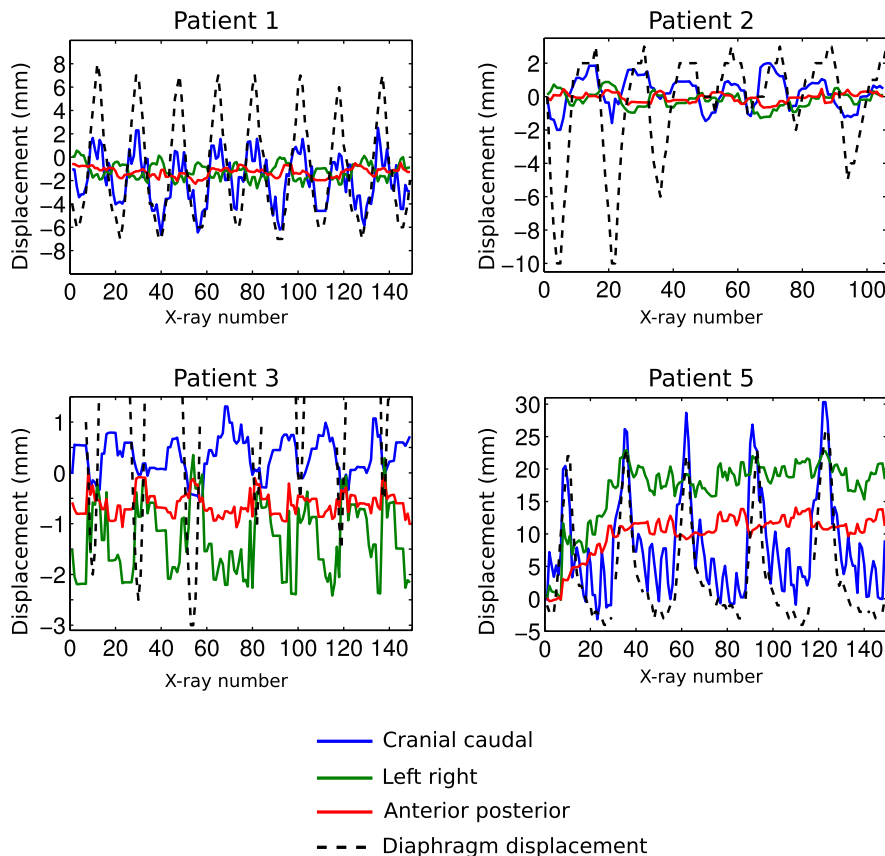 Patient 1
Patient 2
Displacement (mm)
8
6
4
2
0
−2
−4
−6
−8
0 20 40 60 80 100 120 140
X-ray number
Displacement (mm)
2
0
−2
−4
−6
−8
−10
0 20 40 60 80 100
X-ray number
Patient 3
Patient 5
Displacement (mm)
1
0
−1
−2
−3
0 20 40 60 80 100 120 140
X-ray number
Displacement (mm)
30
25
20
15
10
5
0
−5
0 20 40 60 80 100 120 140
X-ray number
Cranial caudal
Left right
Anterior posterior
Diaphragm displacement